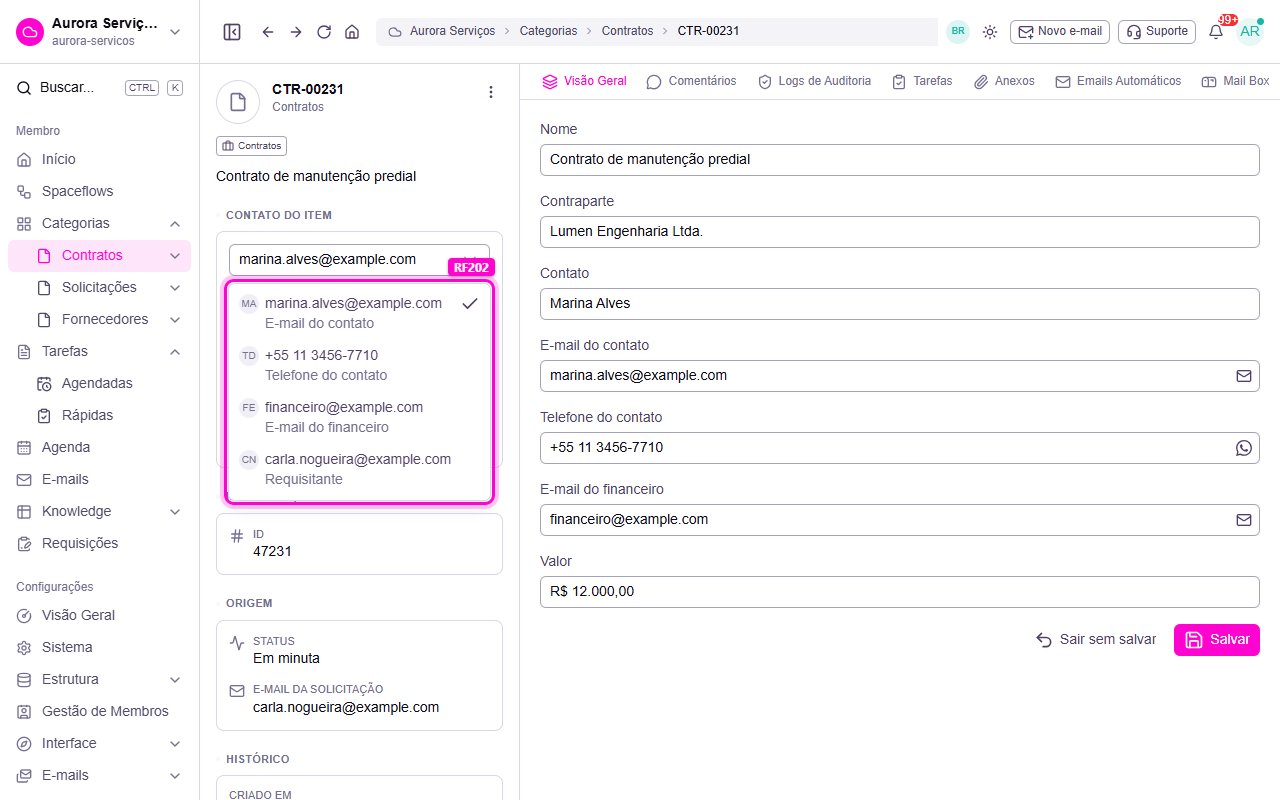 Aurora Serviç...
aurora-servicos
Buscar...
CTRL
K
Membro
Início
Spaceflows
Categorias
Contratos
Solicitações
Fornecedores
Tarefas
Agendadas
Rápidas
Agenda
E-mails
Knowledge
Requisições
Configurações
Visão Geral
Sistema
Estrutura
Gestão de Membros
Interface
E-mails
Aurora Serviços
Categorias
Contratos
CTR-00231
BR
Novo e-mail
Suporte
99+
AR
CTR-00231
Contratos
Contratos
Contrato de manutenção predial
CONTATO DO ITEM
marina.alves@example.com
RF202
MA
marina.alves@example.com
E-mail do contato
TD
+55 11 3456-7710
Telefone do contato
FE
financeiro@example.com
E-mail do financeiro
CN
carla.nogueira@example.com
Requisitante
ID
47231
ORIGEM
STATUS
Em minuta
E-MAIL DA SOLICITAÇÃO
carla.nogueira@example.com
HISTÓRICO
CRIADO EM
Visão Geral
Comentários
Logs de Auditoria
Tarefas
Anexos
Emails Automáticos
Mail Box
Nome
Contrato de manutenção predial
Contraparte
Lumen Engenharia Ltda.
Contato
Marina Alves
E-mail do contato
marina.alves@example.com
Telefone do contato
+55 11 3456-7710
E-mail do financeiro
financeiro@example.com
Valor
R$ 12.000,00
Sair sem salvar
Salvar